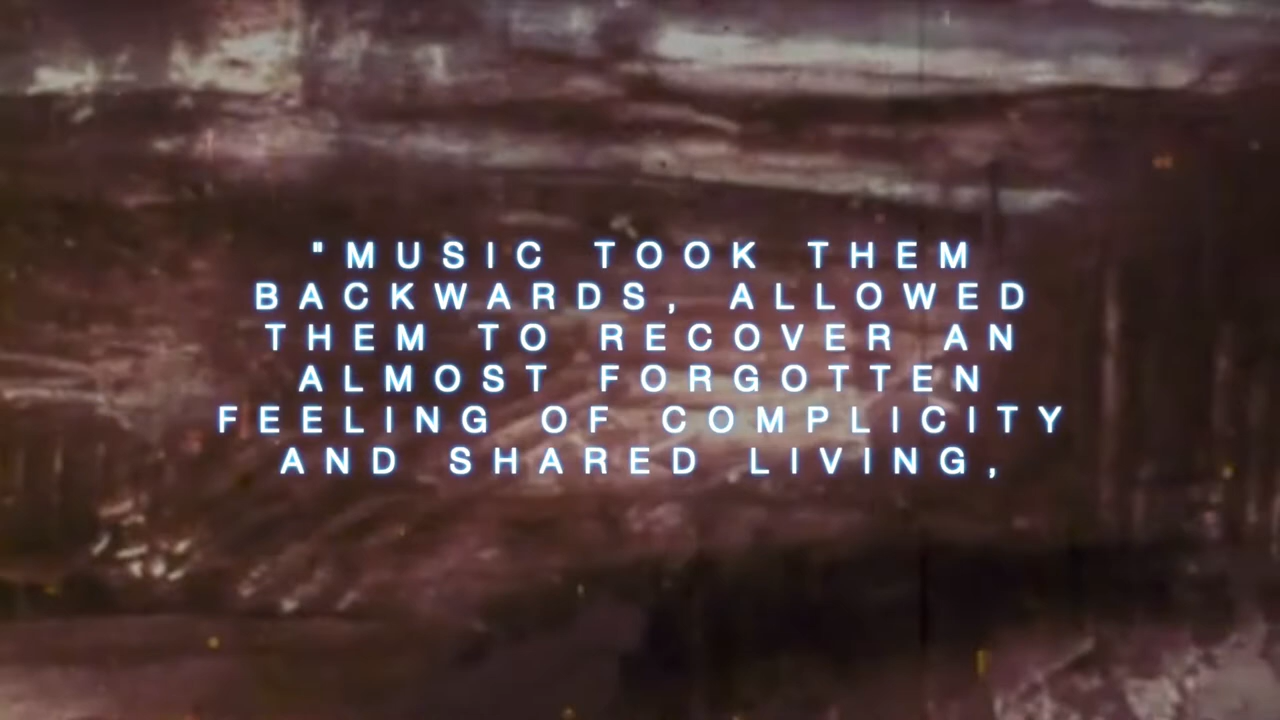 "MUSIC TOOK THEM
BACKWARDS, ALLOWED
THEM TO RECOVER AN
ALMOST FORGOTTEN
FEELING OF COMPLICITY
AND SHARED LIVING,